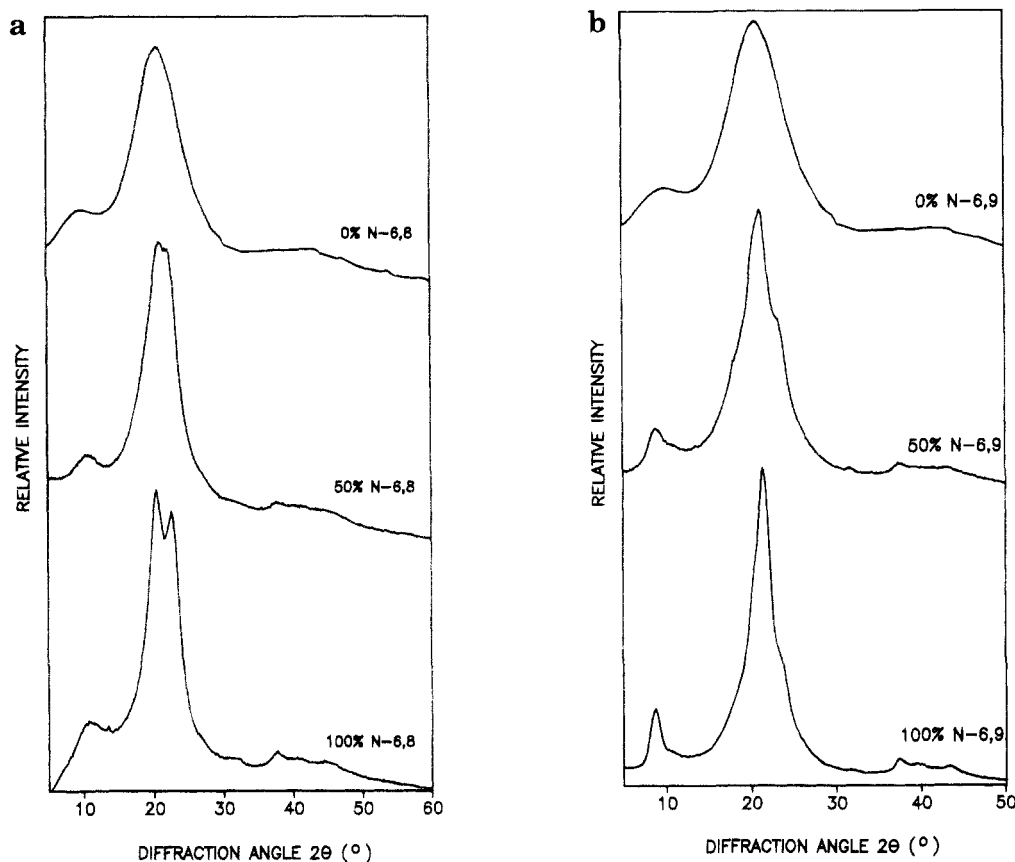 a
RELATIVE INTENSITY
0% N-6,8
50% N-6,8
100% N-6,8
10 20 30 40 50 60
DIFFRACTION ANGLE 2θ (°)
b
RELATIVE INTENSITY
0% N-6,9
50% N-6,9
100% N-6,9
10 20 30 40 50
DIFFRACTION ANGLE 2θ (°)